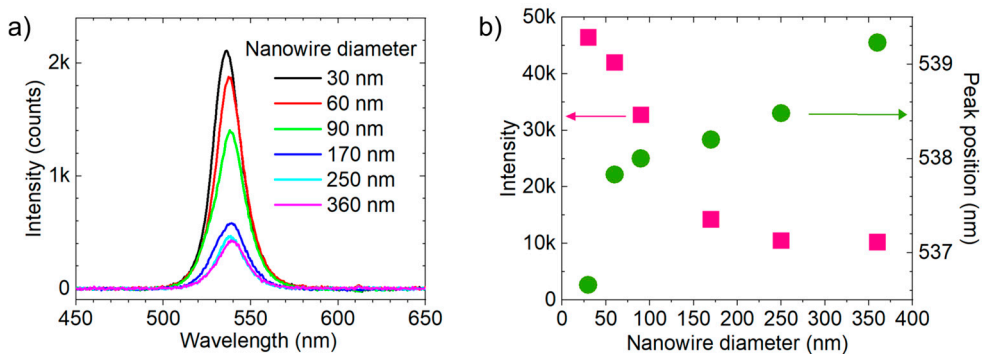 a)
Intensity (counts)
2k
1k
0
Nanowire diameter
30 nm
60 nm
90 nm
170 nm
250 nm
360 nm
450 500 550 600 650
Wavelength (nm)
b)
Intensity
50k
40k
30k
20k
10k
0
539
538
537
Peak position (nm)
0 50 100 150 200 250 300 350 400
Nanowire diameter (nm)